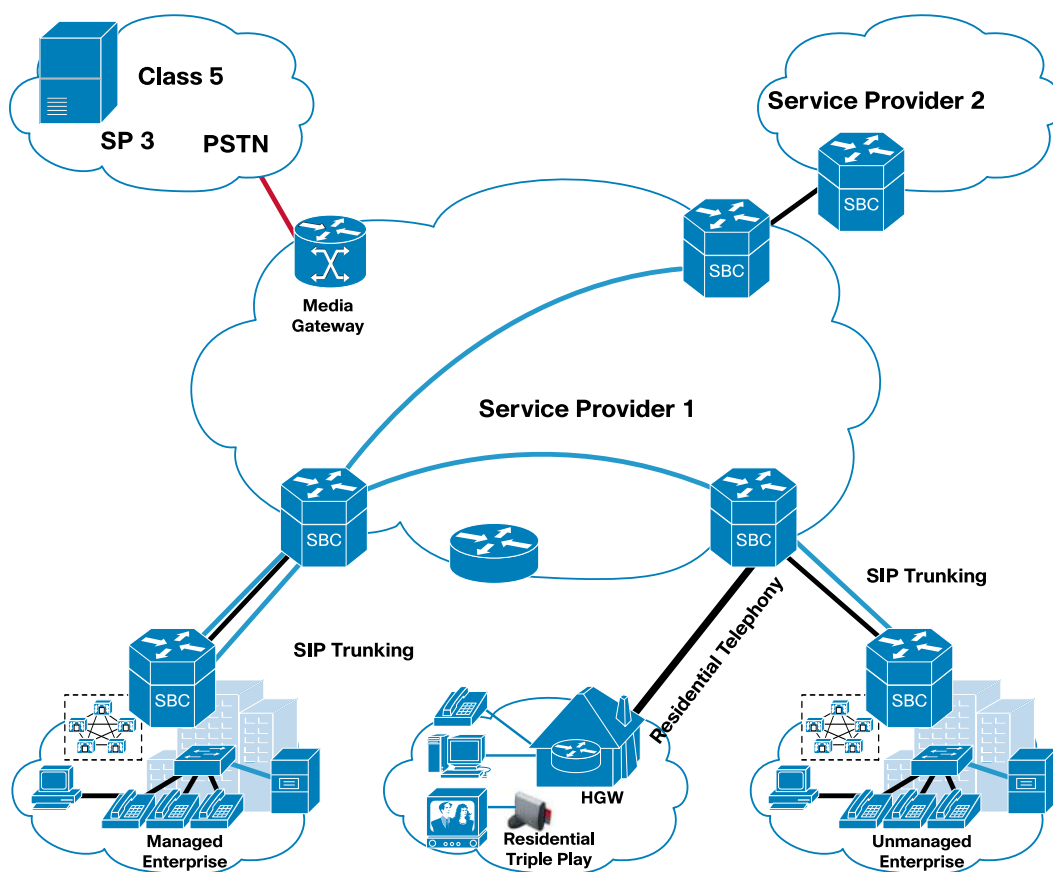 Class 5
SP 3
PSTN
Service Provider 2
SBC
SBC
Media
Gateway
Service Provider 1
SBC
SBC
SIP Trunking
SIP Trunking
Residential Telephony
SBC
SBC
HGW
Managed
Enterprise
Residential
Triple Play
Unmanaged
Enterprise